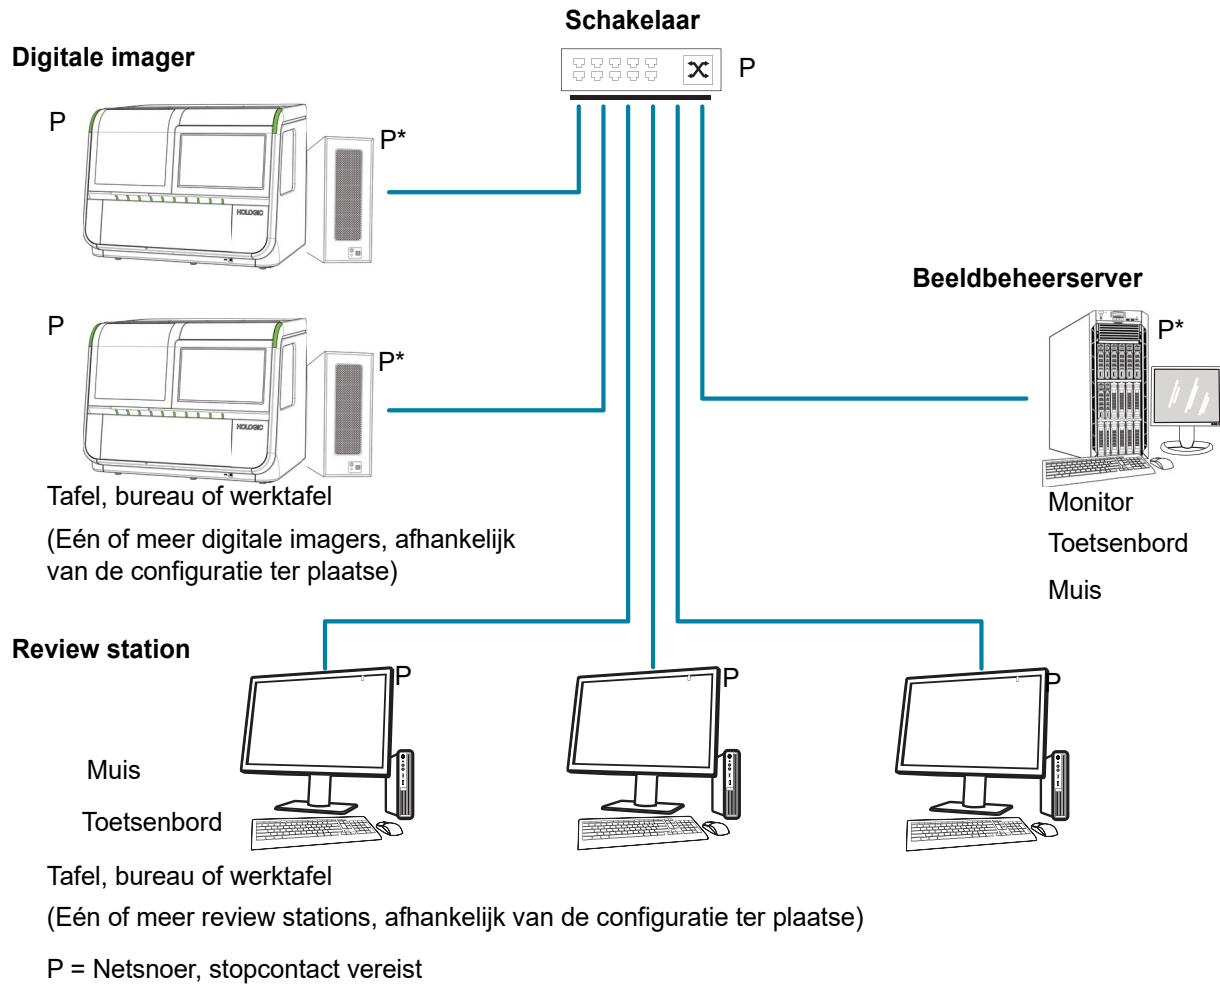 Schakelaar
Digitale imager
P
P
P*
HOLOGIC
Beeldbeheerserver
P
P*
P*
HOLOGIC
Tafel, bureau of werktafel
(Eén of meer digitale imagers, afhankelijk
van de configuratie ter plaatse)
Monitor
Toetsenbord
Muis
Review station
P
P
P
Muis
Toetsenbord
Tafel, bureau of werktafel
(Eén of meer review stations, afhankelijk van de configuratie ter plaatse)
P = Netsnoer, stopcontact vereist